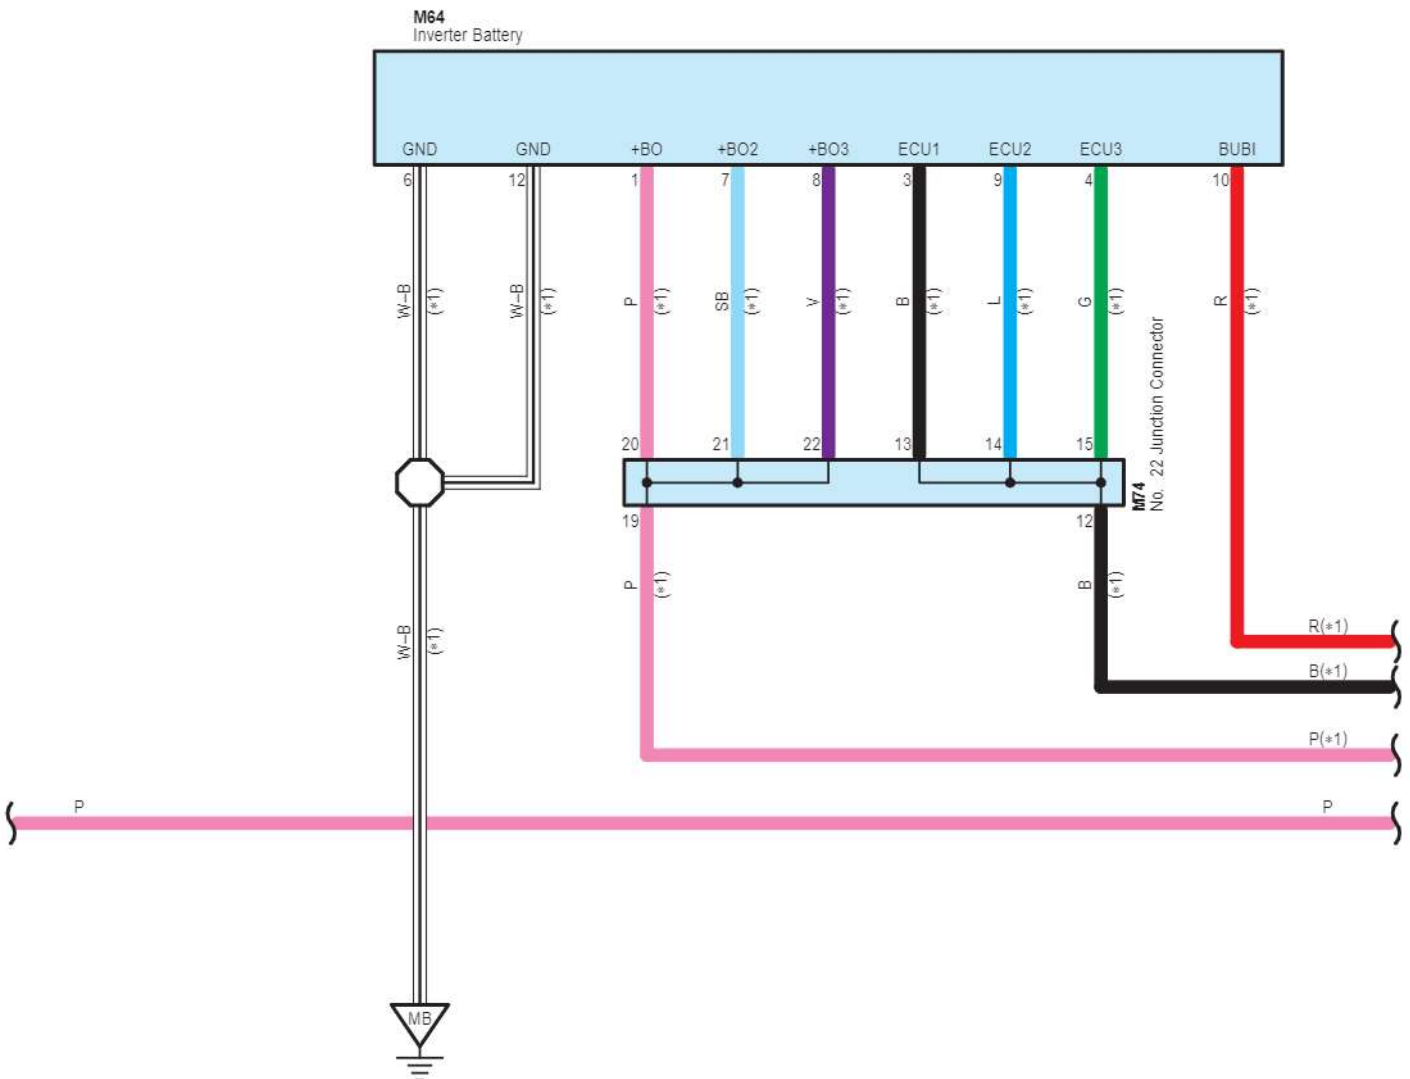 M64
Inverter Battery
GND GND +BO +BO2 +BO3 ECU1 ECU2 ECU3 BUBI
6 12 1 7 8 3 9 4 10
W–B (∗1) W–B (∗1) P (∗1) SB (∗1) V (∗1) B (∗1) L (∗1) G (∗1) R (∗1)
20 21 22 13 14 15
M74
No. 22 Junction Connector
19 12
P (∗1) B (∗1)
W–B (∗1)
R(∗1)
B(∗1)
P(∗1)
P P
MB